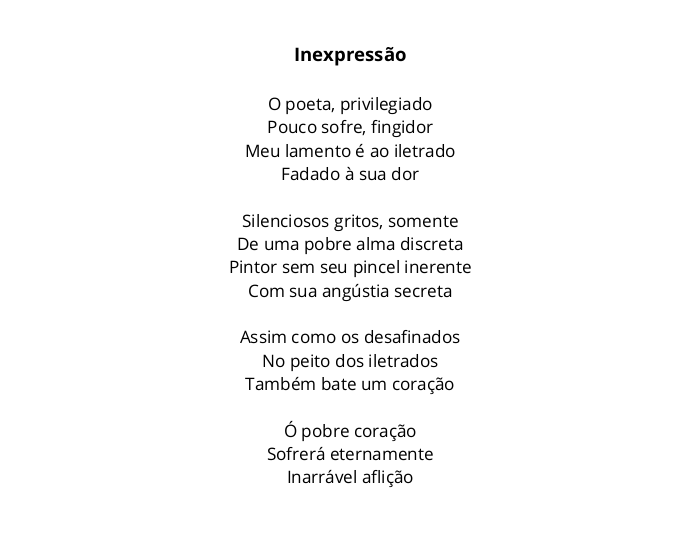 Inexpressão
O poeta, privilegiado
Pouco sofre, fingidor
Meu lamento é ao iletrado
Fadado à sua dor
Silenciosos gritos, somente
De uma pobre alma discreta
Pintor sem seu pincel inerente
Com sua angústia secreta
Assim como os desafinados
No peito dos iletrados
Também bate um coração
Ó pobre coração
Sofrerá eternamente
Inarrável aflição